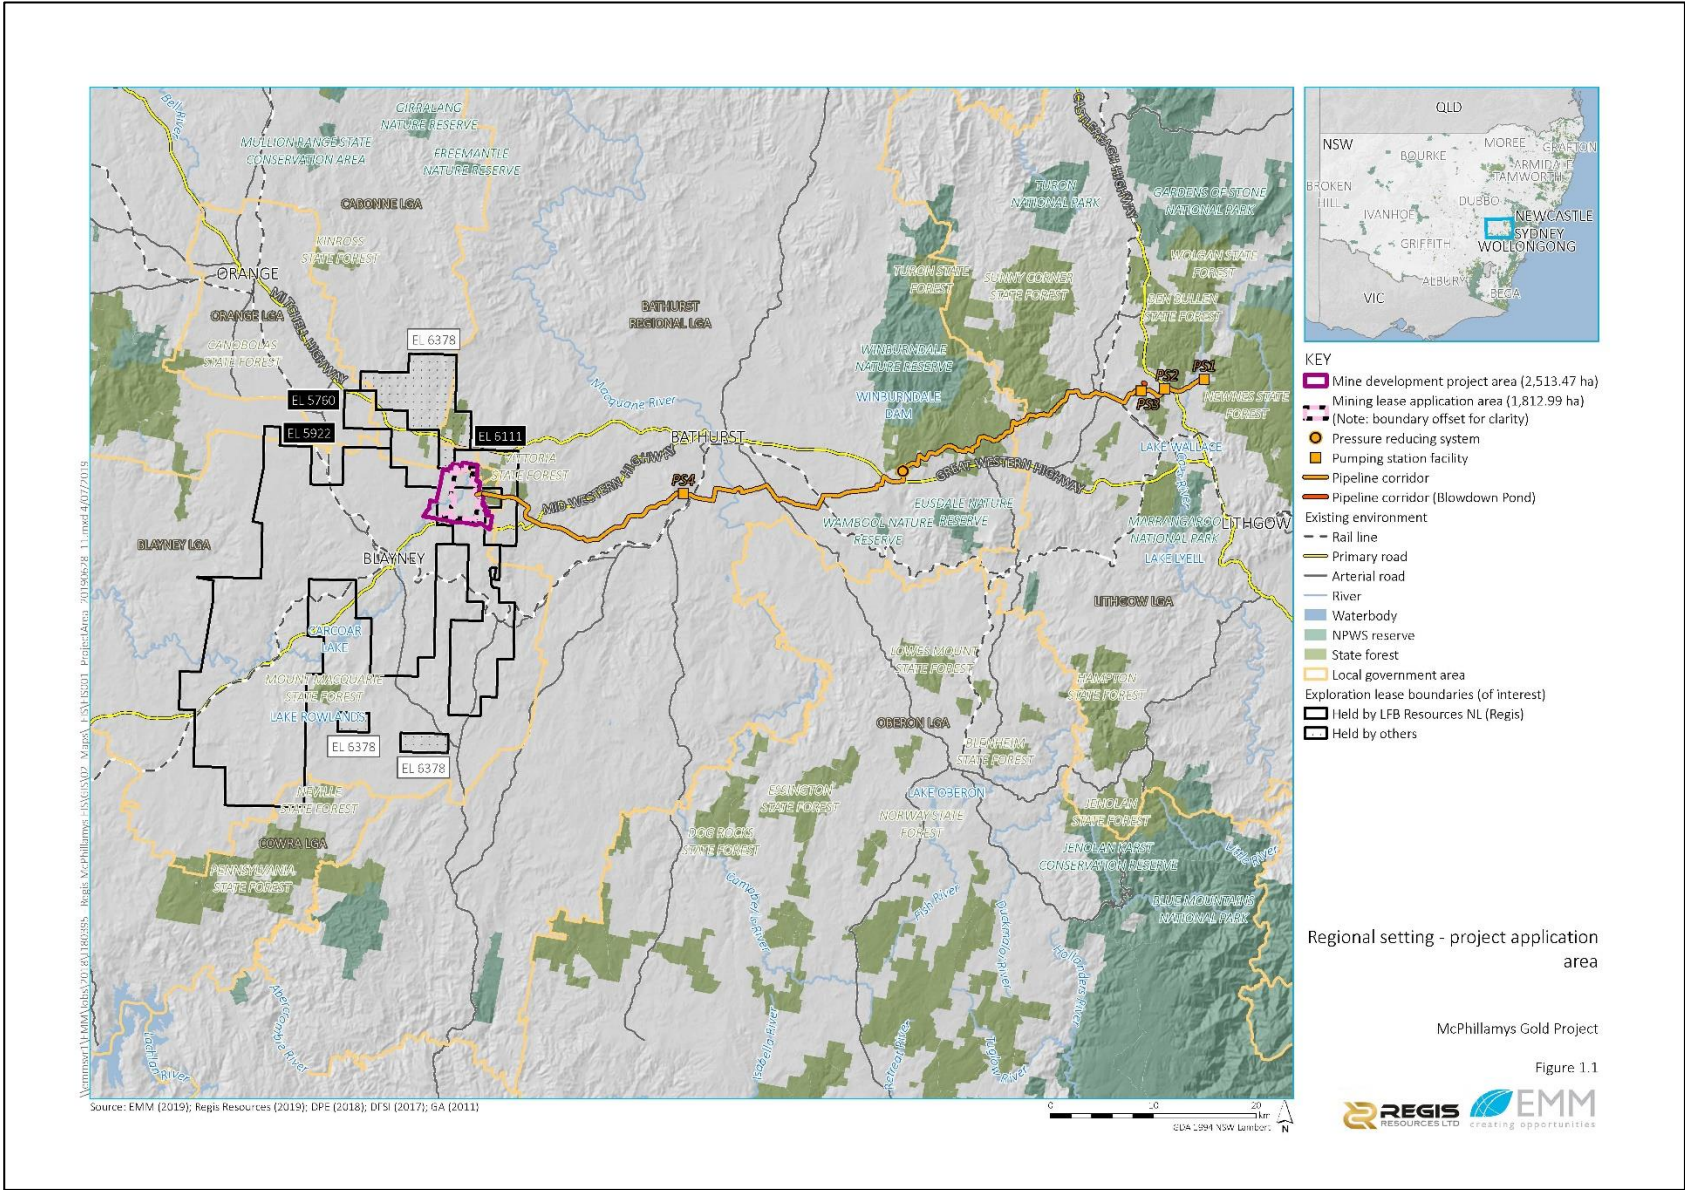 Bell River
GIRRALANG
NATURE RESERVE
MULLION RANGE STATE
CONSERVATION AREA
FREEMANTLE
NATURE RESERVE
CABONNE LGA
KINROSS
STATE FOREST
ORANGE
MITCHELL HIGHWAY
ORANGE LGA
CANOBOLAS
STATE FOREST
EL 6378
EL 5760
EL 5922
EL 6111
VITTORIA
STATE FOREST
BATHURST
REGIONAL LGA
Macquarie River
BATHURST
MID WESTERN HIGHWAY
PS4
CASTLEREAGH HIGHWAY
TURON
NATIONAL PARK
GARDENS OF STONE
NATIONAL PARK
TURON STATE
FOREST
SUNNY CORNER
STATE FOREST
WOLGAN STATE
FOREST
BEN BULLEN
STATE FOREST
WINBURNDALE
NATURE RESERVE
WINBURNDALE
DAM
PS1
PS2
PS3
NEWNES STATE
FOREST
LAKE WALLACE
Coxs River
GREAT WESTERN HIGHWAY
EUSDALE NATURE
RESERVE
WAMBOOL NATURE
RESERVE
MARRANGAROO
NATIONAL PARK
LITHGOW
LAKE LYELL
LITHGOW LGA
BLAYNEY LGA
BLAYNEY
CARCOAR
LAKE
MOUNT MACQUARIE
STATE FOREST
LAKE ROWLANDS
EL 6378
EL 6378
NEVILLE
STATE FOREST
COWRA LGA
PENNSYLVANIA
STATE FOREST
Abercrombie River
Lachlan River
LOWES MOUNT
STATE FOREST
HAMPTON
STATE FOREST
OBERON LGA
BLENHEIM
STATE FOREST
ESSINGTON
STATE FOREST
LAKE OBERON
NORWAY STATE
FOREST
DOG ROCKS
STATE FOREST
JENOLAN
STATE FOREST
JENOLAN KARST
CONSERVATION RESERVE
Little River
BLUE MOUNTAINS
NATIONAL PARK
Campbells River
Fish River
Duckmaloi River
Hollanders River
Isabella River
Retreat River
Tuglow River
QLD
NSW
BOURKE
MOREE
GRAFTON
ARMIDALE
TAMWORTH
BROKEN
HILL
IVANHOE
DUBBO
NEWCASTLE
SYDNEY
WOLLONGONG
GRIFFITH
ALBURY
BEGA
VIC
KEY
Mine development project area (2,513.47 ha)
Mining lease application area (1,812.99 ha)
(Note: boundary offset for clarity)
Pressure reducing system
Pumping station facility
Pipeline corridor
Pipeline corridor (Blowdown Pond)
Existing environment
Rail line
Primary road
Arterial road
River
Waterbody
NPWS reserve
State forest
Local government area
Exploration lease boundaries (of interest)
Held by LFB Resources NL (Regis)
Held by others
Regional setting - project application
area
McPhillamys Gold Project
Figure 1.1
REGIS
RESOURCES LTD
EMM
creating opportunities
Source: EMM (2019); Regis Resources (2019); DPE (2018); DFSI (2017); GA (2011)
0 10 20
km
GDA 1994 NSW Lambert
N